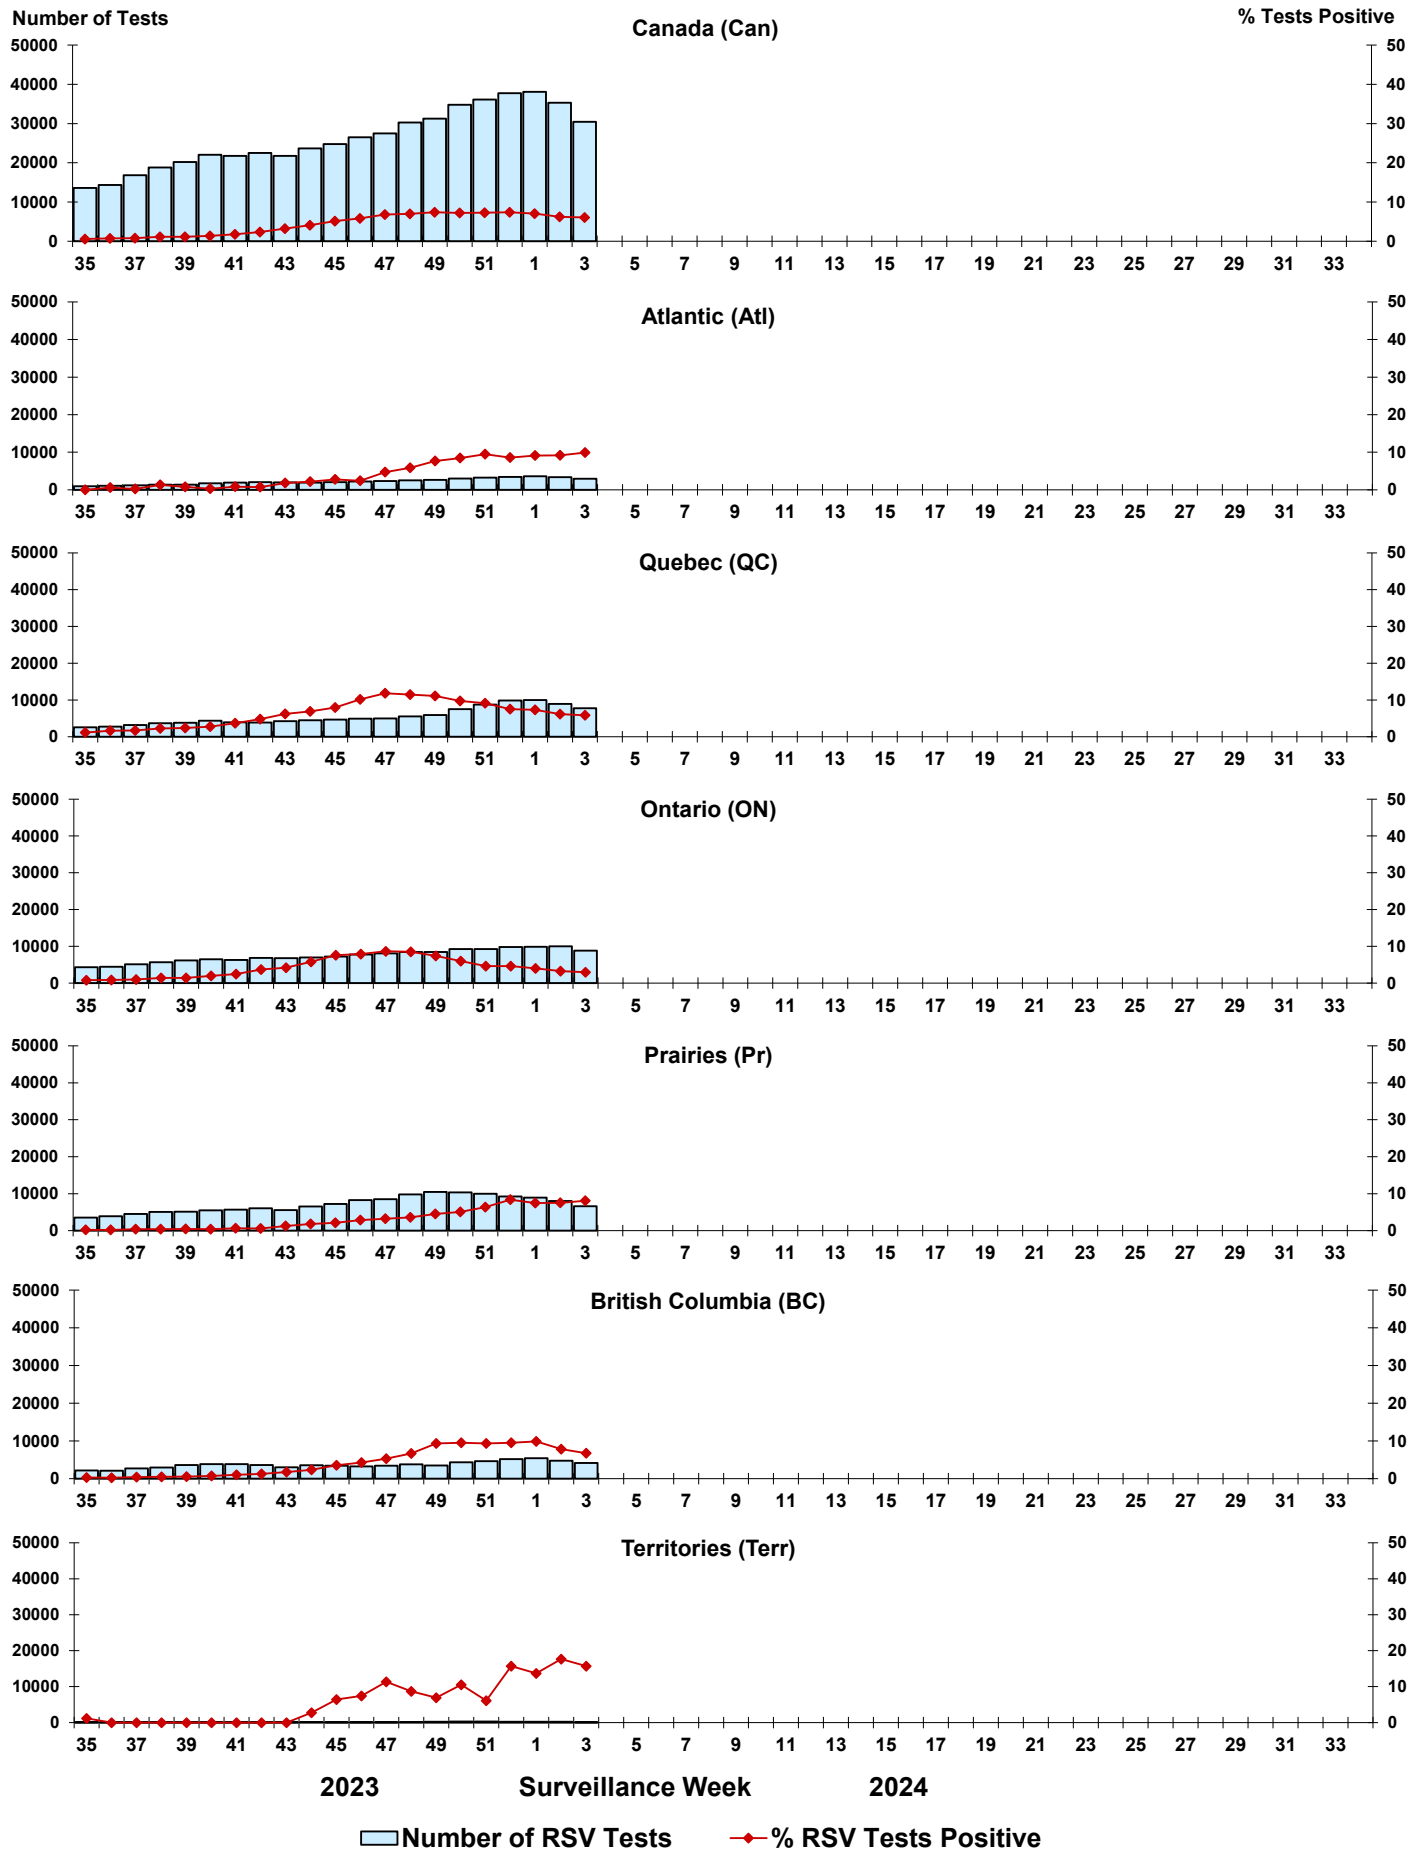 Number of Tests
% Tests Positive
Canada (Can)
50000 50
40000 40
30000 30
20000 20
10000 10
0 0
35 37 39 41 43 45 47 49 51 1 3 5 7 9 11 13 15 17 19 21 23 25 27 29 31 33
Atlantic (Atl)
50000 50
40000 40
30000 30
20000 20
10000 10
0 0
35 37 39 41 43 45 47 49 51 1 3 5 7 9 11 13 15 17 19 21 23 25 27 29 31 33
Quebec (QC)
50000 50
40000 40
30000 30
20000 20
10000 10
0 0
35 37 39 41 43 45 47 49 51 1 3 5 7 9 11 13 15 17 19 21 23 25 27 29 31 33
Ontario (ON)
50000 50
40000 40
30000 30
20000 20
10000 10
0 0
35 37 39 41 43 45 47 49 51 1 3 5 7 9 11 13 15 17 19 21 23 25 27 29 31 33
Prairies (Pr)
50000 50
40000 40
30000 30
20000 20
10000 10
0 0
35 37 39 41 43 45 47 49 51 1 3 5 7 9 11 13 15 17 19 21 23 25 27 29 31 33
British Columbia (BC)
50000 50
40000 40
30000 30
20000 20
10000 10
0 0
35 37 39 41 43 45 47 49 51 1 3 5 7 9 11 13 15 17 19 21 23 25 27 29 31 33
Territories (Terr)
50000 50
40000 40
30000 30
20000 20
10000 10
0 0
35 37 39 41 43 45 47 49 51 1 3 5 7 9 11 13 15 17 19 21 23 25 27 29 31 33
2023 Surveillance Week 2024
Number of RSV Tests % RSV Tests Positive